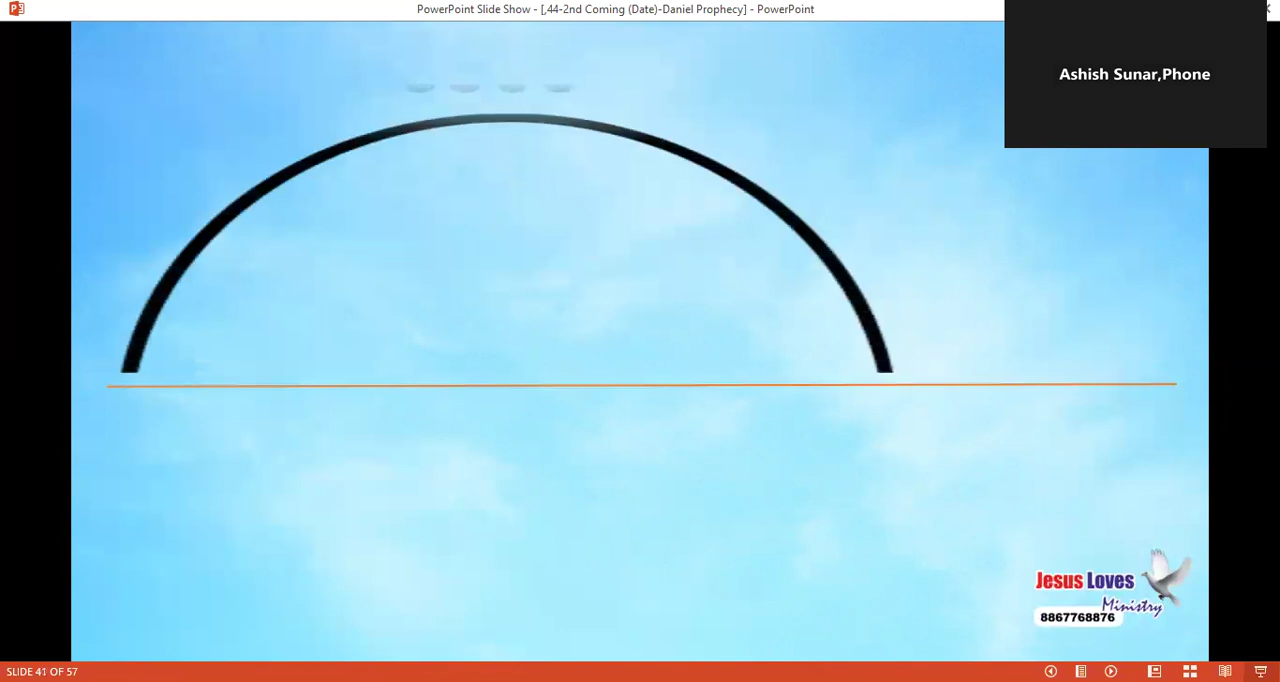 PowerPoint Slide Show - [,44-2nd Coming (Date)-Daniel Prophecy] - PowerPoint
Ashish Sunar,Phone
Jesus Loves
Ministry
8867768876
SLIDE 41 OF 57